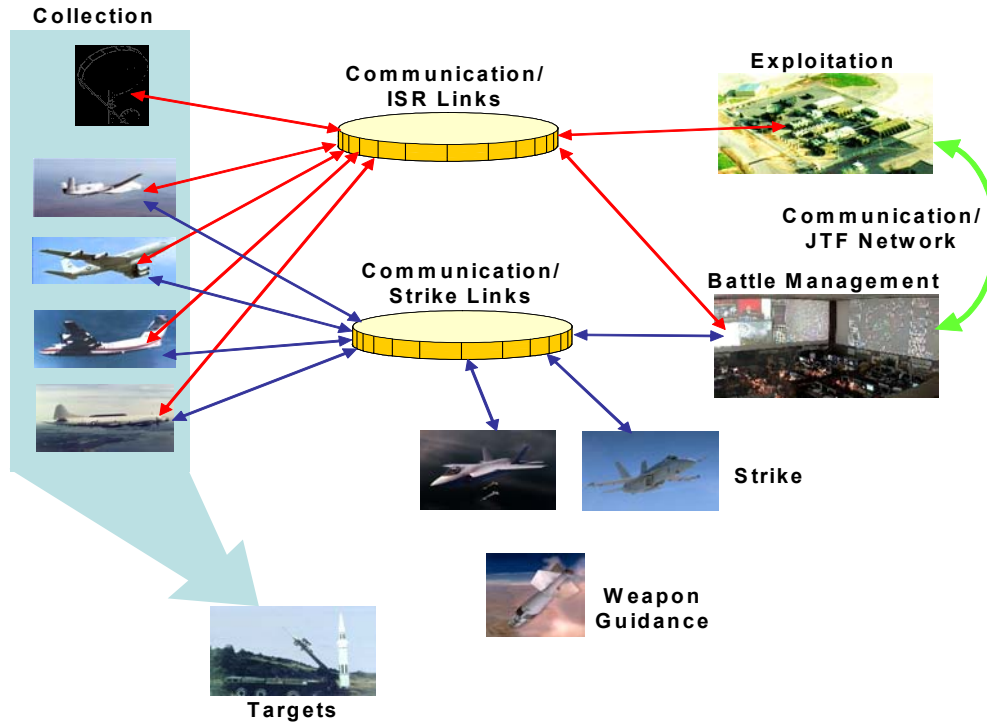 Collection
Communication/
ISR Links
Exploitation
Communication/
JTF Network
Communication/
Strike Links
Battle Management
Strike
Weapon
Guidance
Targets